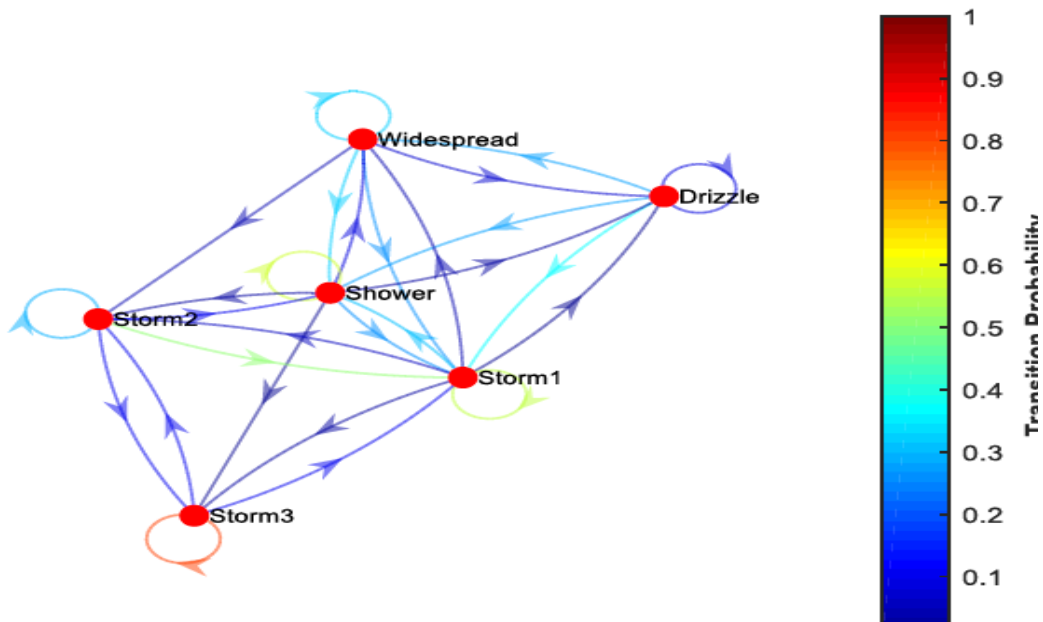 Widespread
Drizzle
Shower
Storm2
Storm1
Storm3
1
0.9
0.8
0.7
0.6
0.5
0.4
0.3
0.2
0.1
Transition Probability